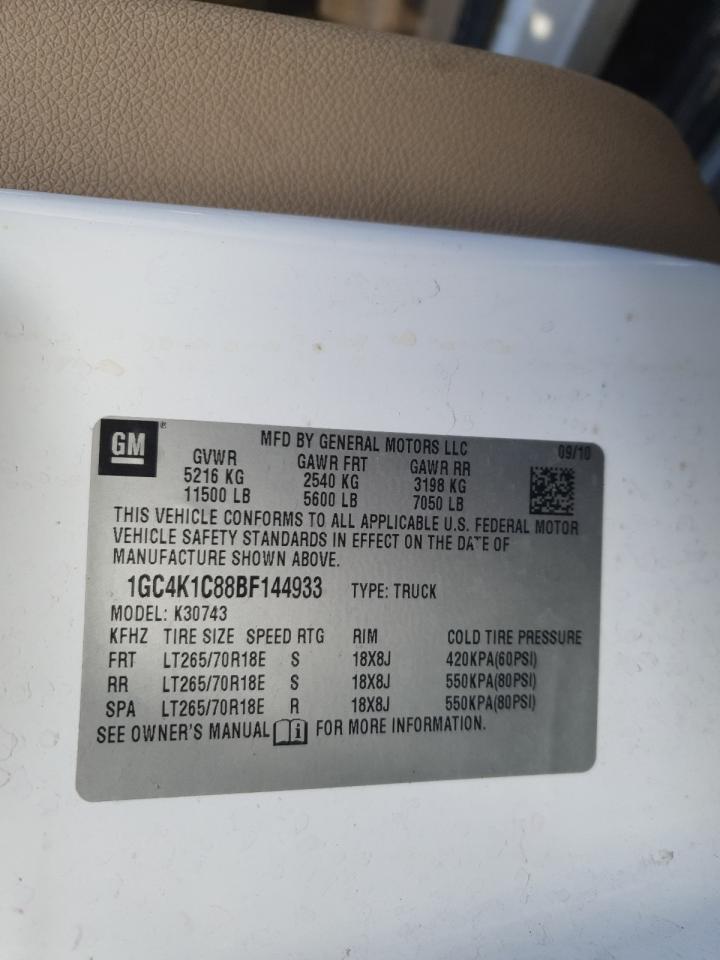 GM®
MFD BY GENERAL MOTORS LLC 09/10
GVWR GAWR FRT GAWR RR
5216 KG 2540 KG 3198 KG
11500 LB 5600 LB 7050 LB
THIS VEHICLE CONFORMS TO ALL APPLICABLE U.S. FEDERAL MOTOR
VEHICLE SAFETY STANDARDS IN EFFECT ON THE DATE OF
MANUFACTURE SHOWN ABOVE.
1GC4K1C88BF144933 TYPE: TRUCK
MODEL: K30743
KFHZ TIRE SIZE SPEED RTG RIM COLD TIRE PRESSURE
FRT LT265/70R18E S 18X8J 420KPA(60PSI)
RR LT265/70R18E S 18X8J 550KPA(80PSI)
SPA LT265/70R18E R 18X8J 550KPA(80PSI)
SEE OWNER'S MANUAL FOR MORE INFORMATION.